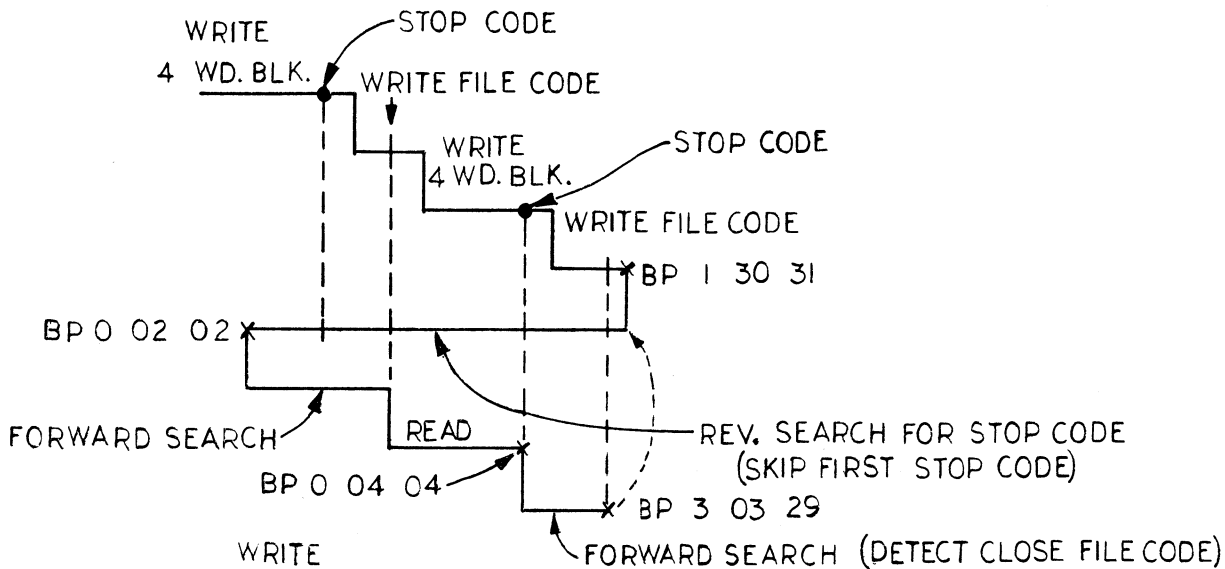 WRITE
4 WD. BLK.
STOP CODE
WRITE FILE CODE
WRITE
4 WD. BLK.
STOP CODE
WRITE FILE CODE
BP 1 30 31
BP 0 02 02
FORWARD SEARCH
READ
REV. SEARCH FOR STOP CODE
(SKIP FIRST STOP CODE)
BP 0 04 04
BP 3 03 29
WRITE
FORWARD SEARCH (DETECT CLOSE FILE CODE)